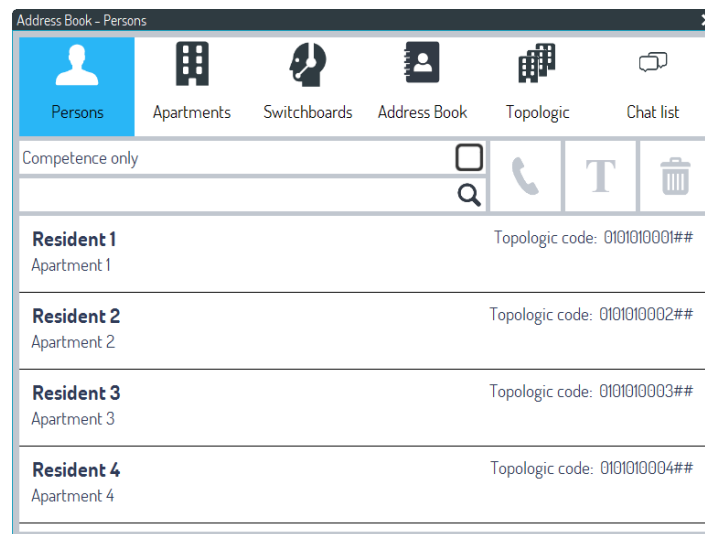 Address Book - Persons
Persons Apartments Switchboards Address Book Topologic Chat list
Competence only
T
Resident 1 Topologic code: 0101010001##
Apartment 1
Resident 2 Topologic code: 0101010002##
Apartment 2
Resident 3 Topologic code: 0101010003##
Apartment 3
Resident 4 Topologic code: 0101010004##
Apartment 4